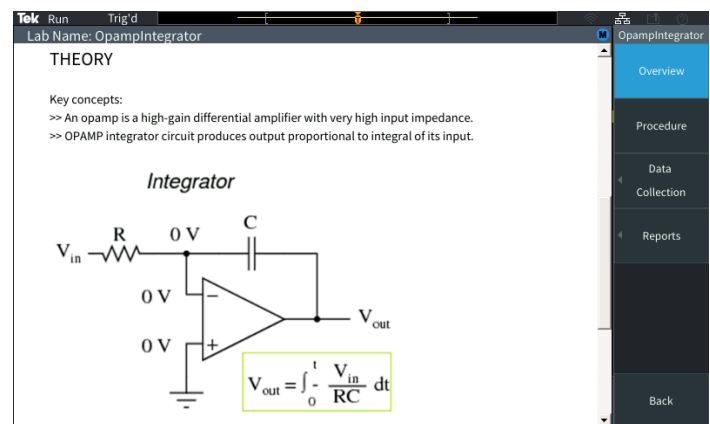 Tek Run Trig'd
Lab Name: OpampIntegrator
M
OpampIntegrator
THEORY
Key concepts:
>> An opamp is a high-gain differential amplifier with very high input impedance.
>> OPAMP integrator circuit produces output proportional to integral of its input.
Integrator
R 0 V C
Vin
0 V −
Vout
0 V +
Vout = ∫₀ᵗ - Vin/RC dt
Overview
Procedure
Data
Collection
Reports
Back